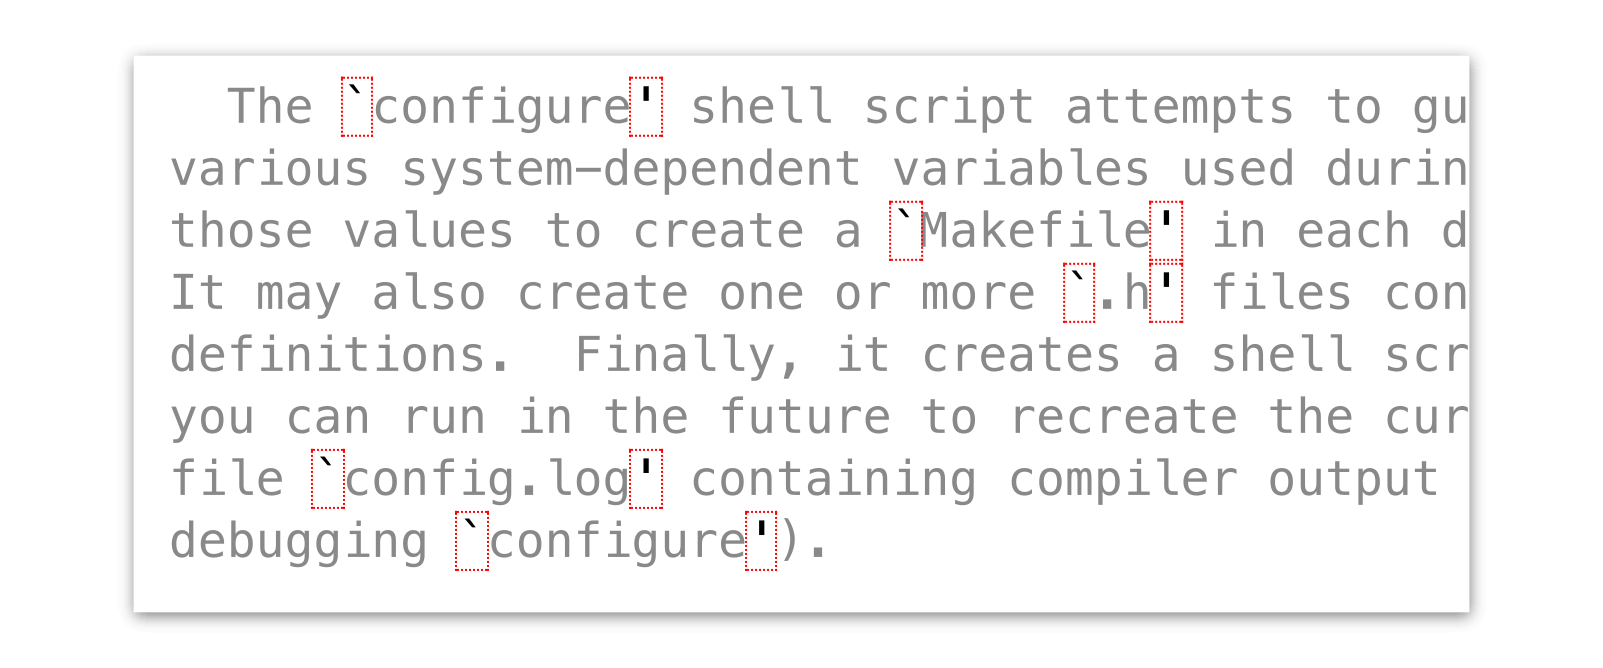 The `configure' shell script attempts to gu
various system-dependent variables used durin
those values to create a `Makefile' in each d
It may also create one or more `.h' files con
definitions.  Finally, it creates a shell scr
you can run in the future to recreate the cur
file `config.log' containing compiler output
debugging `configure').